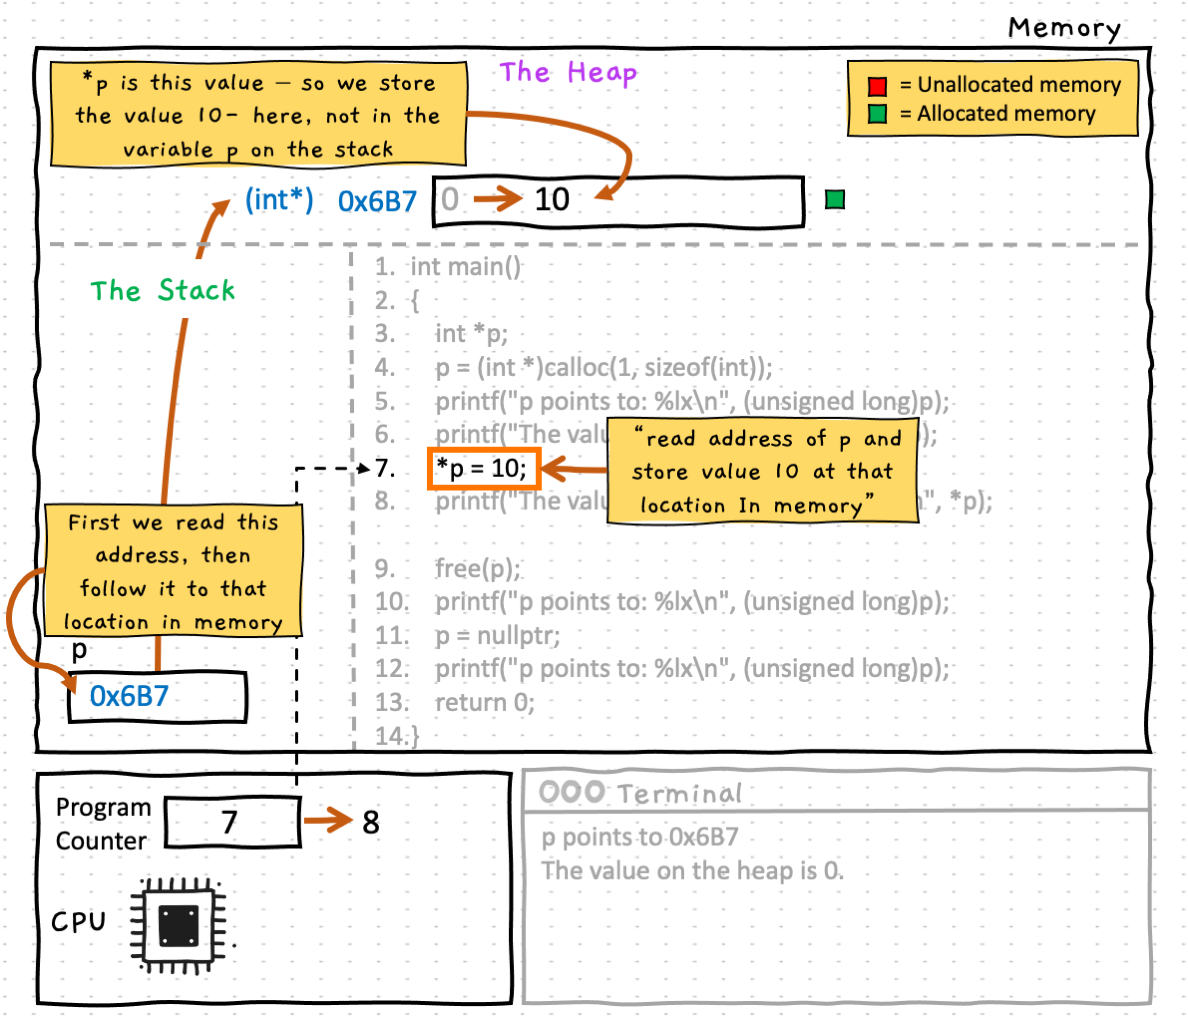 Memory
*p is this value – so we store
the value 10– here, not in the
variable p on the stack
The Heap
= Unallocated memory
= Allocated memory
(int*) 0x6B7 0 10
The Stack
1. int main()
2. {
3. int *p;
4. p = (int *)calloc(1, sizeof(int));
5. printf("p points to: %lx\n", (unsigned long)p);
6. printf("The valu );
7. *p = 10;
8. printf("The valu ", *p);
9. free(p);
10. printf("p points to: %lx\n", (unsigned long)p);
11. p = nullptr;
12. printf("p points to: %lx\n", (unsigned long)p);
13. return 0;
14.}
“read address of p and
store value 10 at that
location In memory”
First we read this
address, then
follow it to that
location in memory
p
0x6B7
Program
Counter
7 8
CPU
Terminal
p points to 0x6B7
The value on the heap is 0.